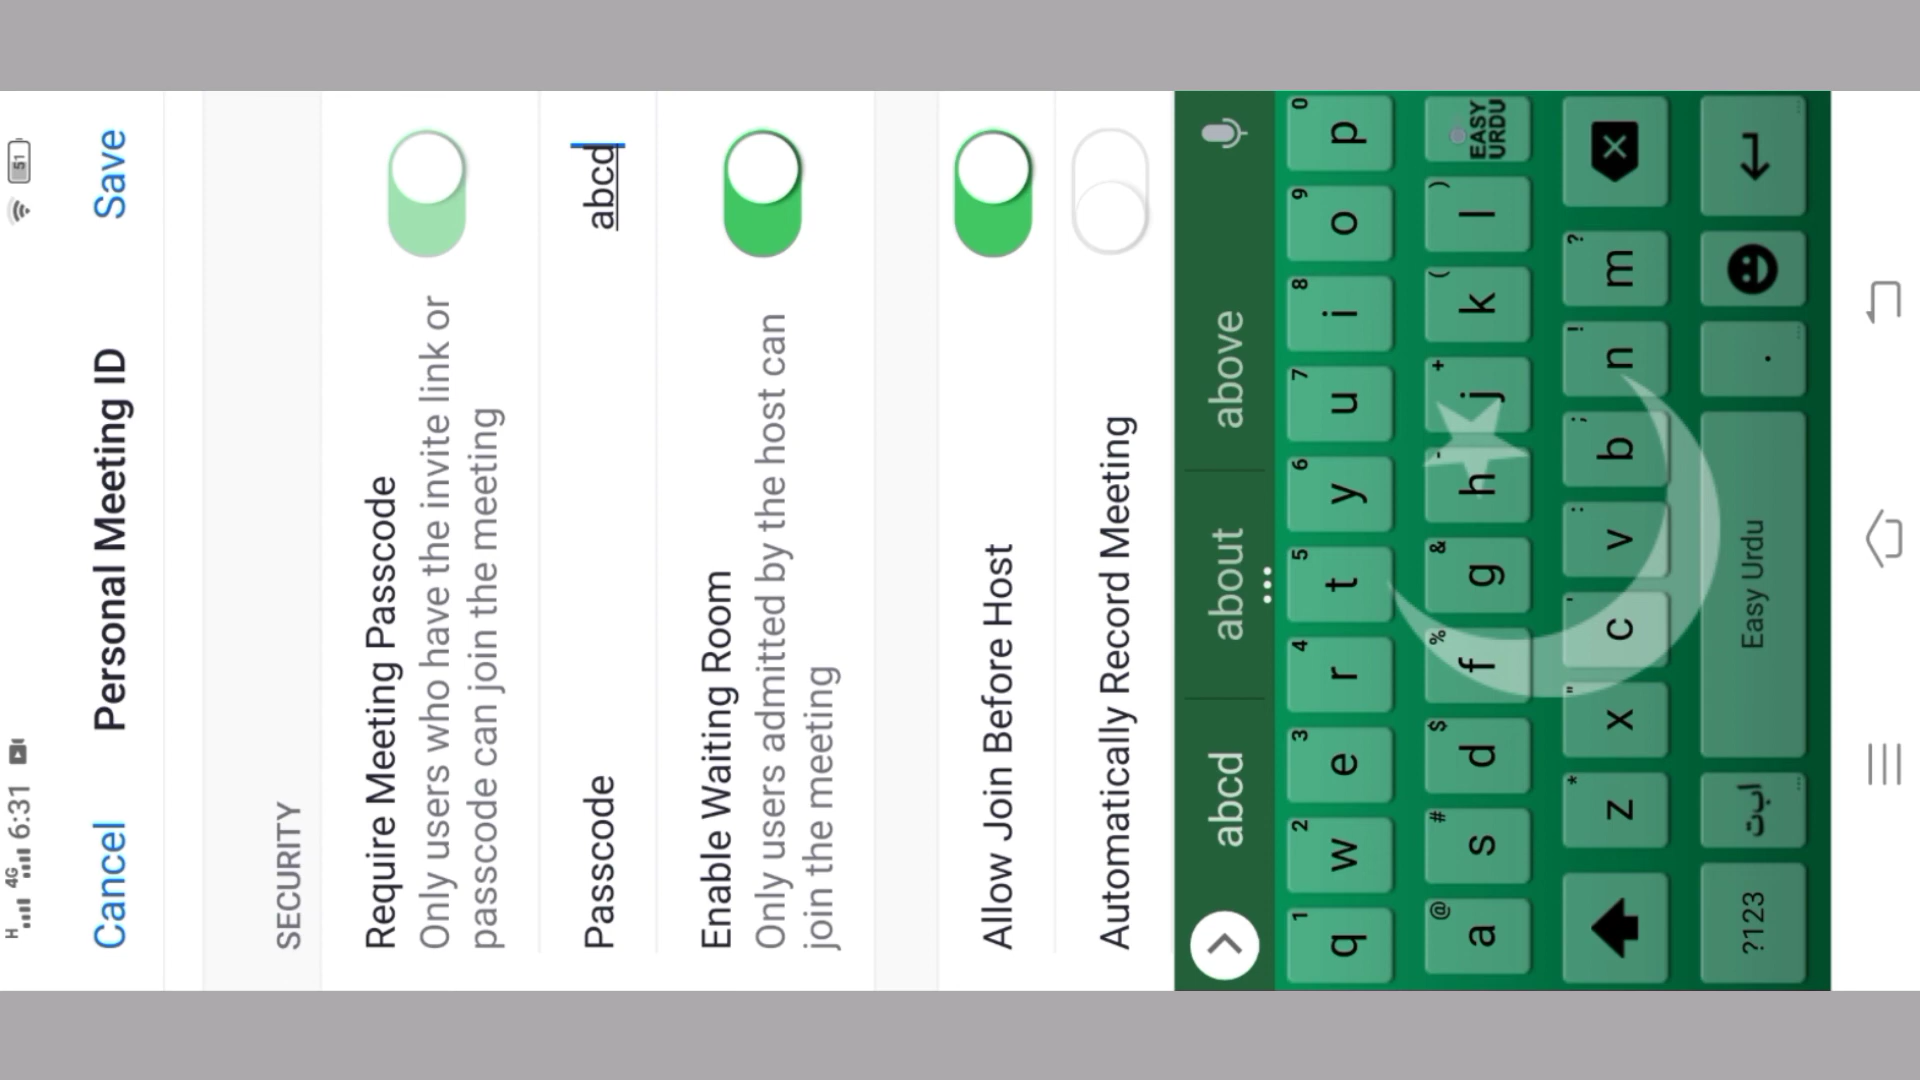 H 4G 6:31 51
Cancel Personal Meeting ID Save
SECURITY
Require Meeting Passcode
Only users who have the invite link or
passcode can join the meeting
Passcode abcd
Enable Waiting Room
Only users admitted by the host can
join the meeting
Allow Join Before Host
Automatically Record Meeting
abcd about above
1 2 3 4 5 6 7 8 9 0
q w e r t y u i o p
@ # $ % & - + ( )
a s d f g h j k l EASY URDU
* " ' : ; ! ?
z x c v b n m
?123 اب‌ت Easy Urdu .